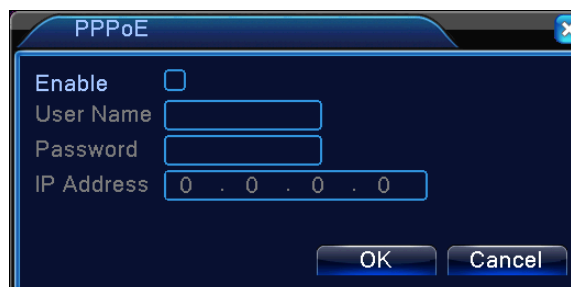 PPPoE
Enable
User Name
Password
IP Address 0 . 0 . 0 . 0
OK Cancel